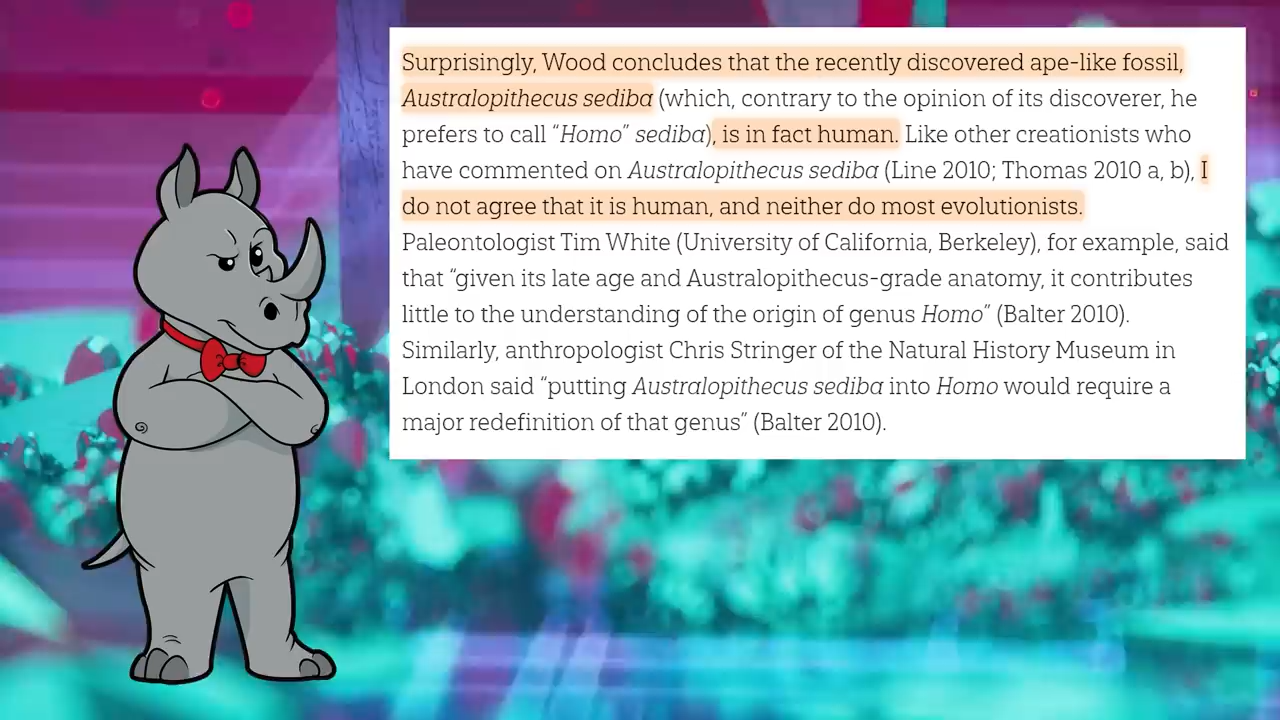 Surprisingly, Wood concludes that the recently discovered ape-like fossil,
Australopithecus sediba (which, contrary to the opinion of its discoverer, he
prefers to call “Homo” sediba), is in fact human. Like other creationists who
have commented on Australopithecus sediba (Line 2010; Thomas 2010 a, b), I
do not agree that it is human, and neither do most evolutionists.
Paleontologist Tim White (University of California, Berkeley), for example, said
that “given its late age and Australopithecus-grade anatomy, it contributes
little to the understanding of the origin of genus Homo” (Balter 2010).
Similarly, anthropologist Chris Stringer of the Natural History Museum in
London said “putting Australopithecus sediba into Homo would require a
major redefinition of that genus” (Balter 2010).